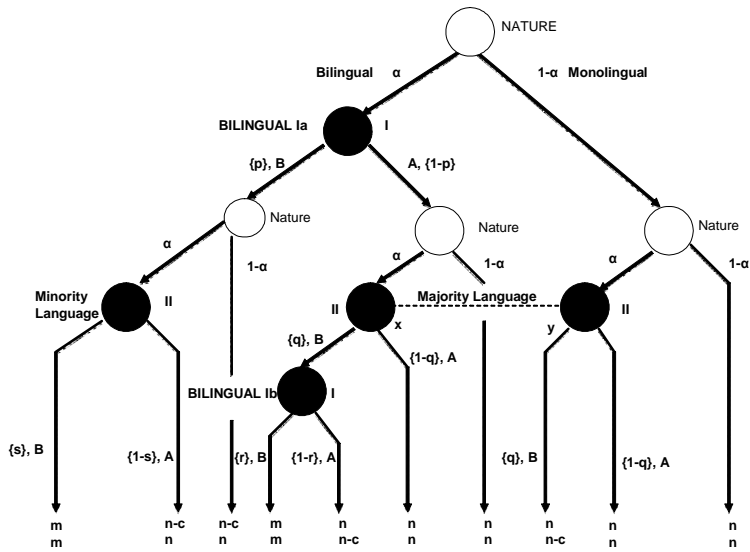 NATURE
Bilingual α
1-α Monolingual
BILINGUAL Ia
I
{p}, B
A, {1-p}
Nature
Nature
Nature
α
1-α
α
1-α
α
1-α
Minority
Language
II
II
Majority Language
II
x
y
{q}, B
{1-q}, A
BILINGUAL Ib
I
{s}, B
{1-s}, A
{r}, B
{1-r}, A
{q}, B
{1-q}, A
m n-c n-c m n n n n n n
m n n m n-c n n n-c n n